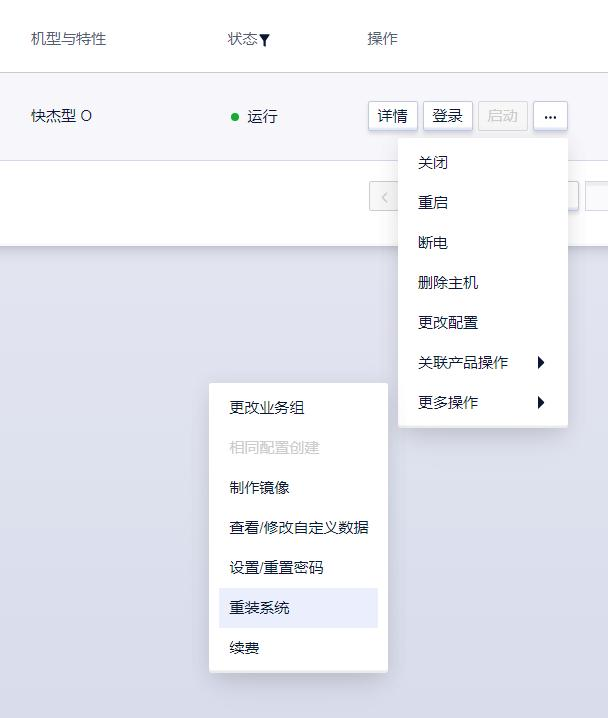 机型与特性 状态 操作
快杰型 O 运行 详情 登录 启动 ...
关闭
重启
断电
删除主机
更改配置
关联产品操作
更多操作
更改业务组
相同配置创建
制作镜像
查看/修改自定义数据
设置/重置密码
重装系统
续费